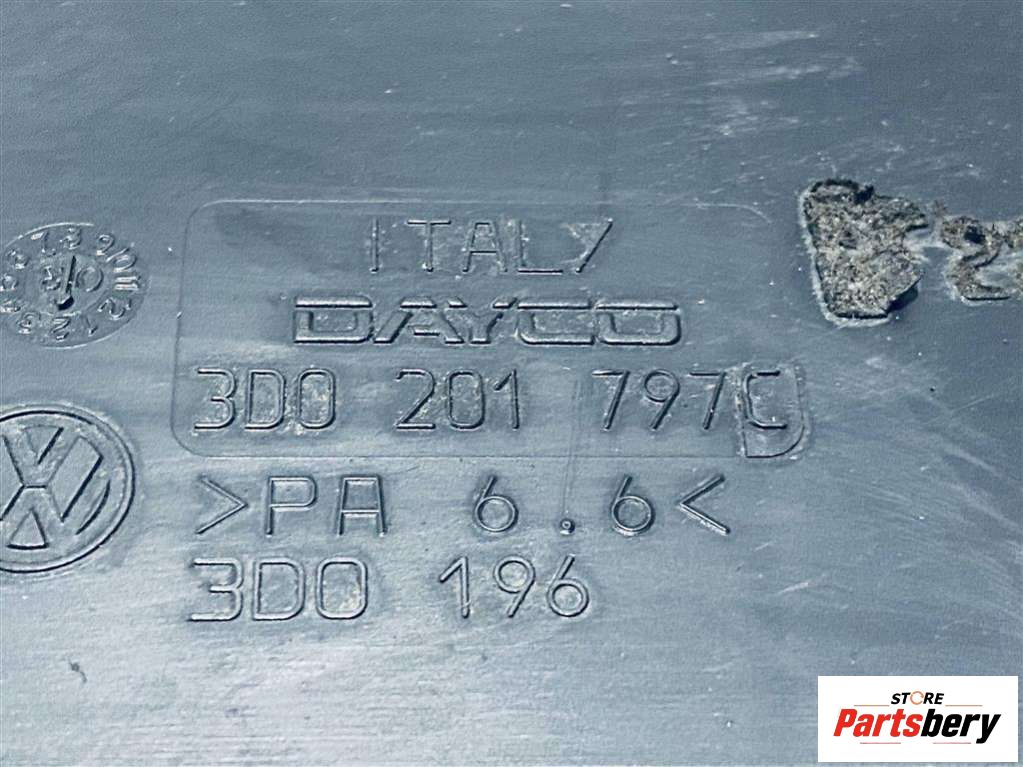 ITALY
DAYCO
3D0 201 797C
>PA 6.6<
3D0 196
STORE
Partsbery